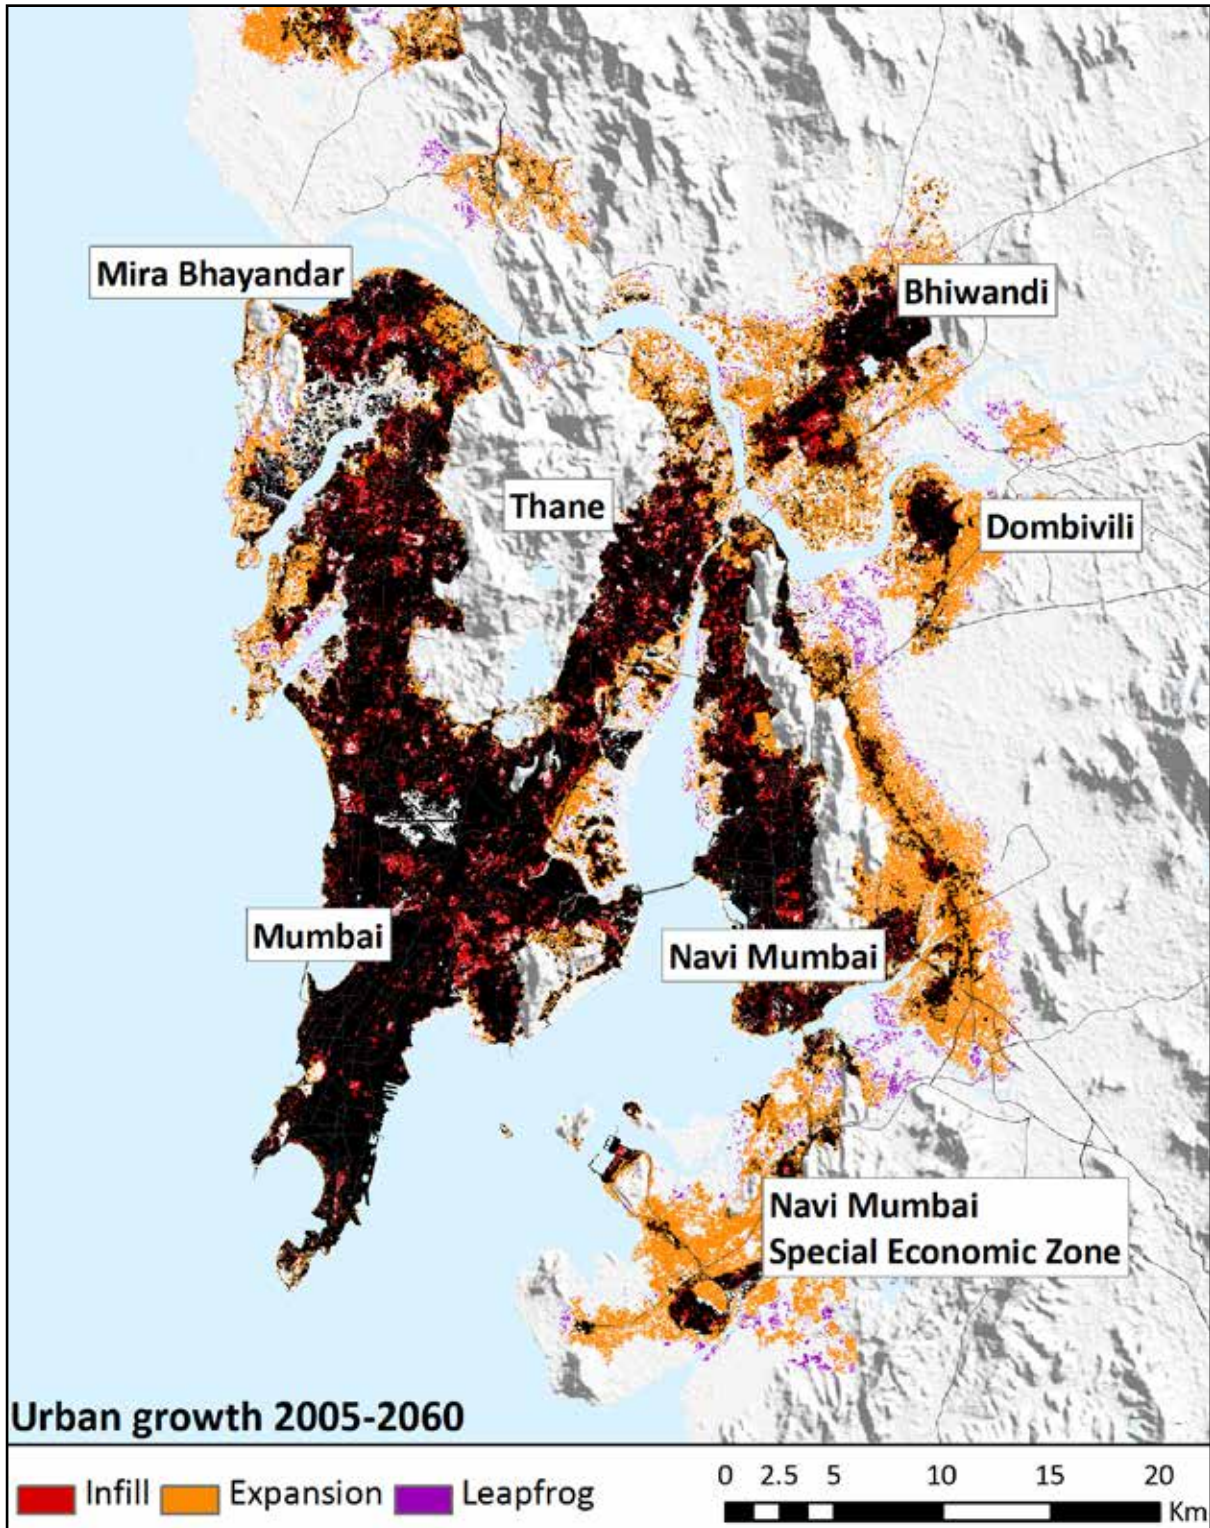 Mira Bhayandar
Bhiwandi
Thane
Dombivili
Mumbai
Navi Mumbai
Navi Mumbai
Special Economic Zone
Urban growth 2005-2060
Infill Expansion Leapfrog
0 2.5 5 10 15 20
Km